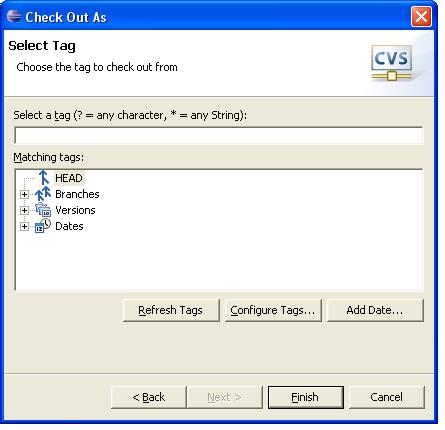 Check Out As
Select Tag
Choose the tag to check out from
CVS
Select a tag (? = any character, * = any String):
Matching tags:
HEAD
Branches
Versions
Dates
Refresh Tags Configure Tags... Add Date...
< Back Next > Finish Cancel